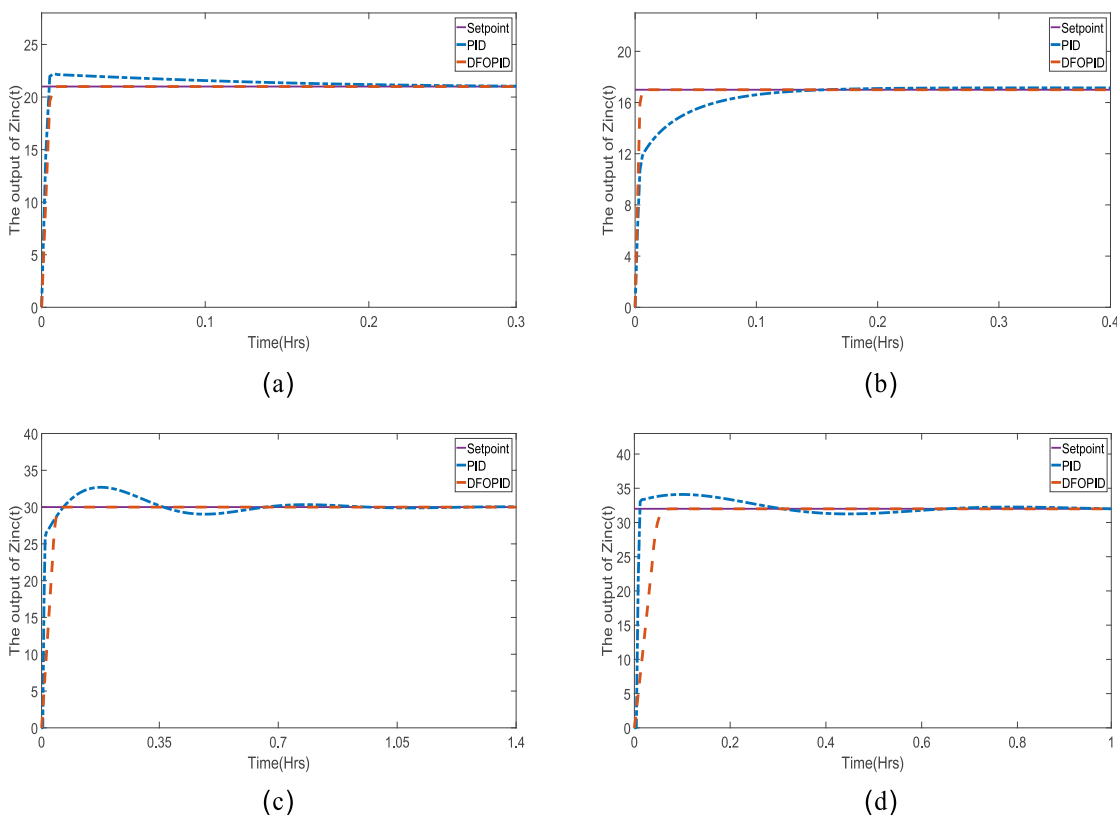 Setpoint
PID
DFOPID
The output of Zinc(t)
25
20
15
10
5
0
0
0.1
0.2
0.3
Time(Hrs)
(a)
Setpoint
PID
DFOPID
The output of Zinc(t)
20
16
12
8
4
0
0
0.1
0.2
0.3
0.4
Time(Hrs)
(b)
Setpoint
PID
DFOPID
The output of Zinc(t)
40
35
30
25
20
15
10
5
0
0
0.35
0.7
1.05
1.4
Time(Hrs)
(c)
Setpoint
PID
DFOPID
The output of Zinc(t)
40
35
30
25
20
15
10
5
0
0
0.2
0.4
0.6
0.8
1
Time(Hrs)
(d)